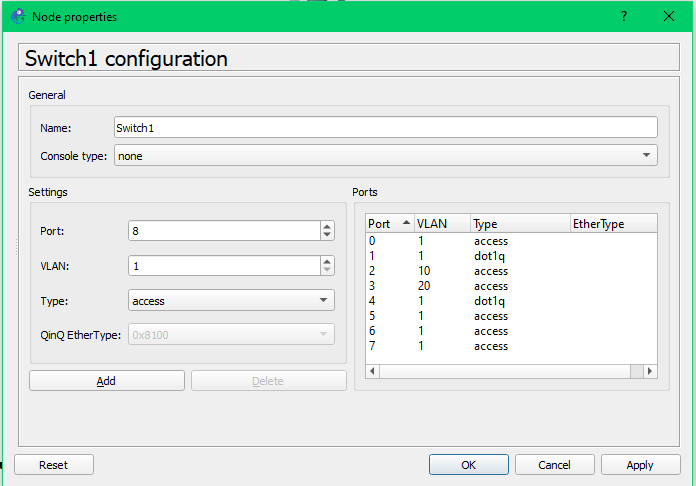 Node properties
?
Switch1 configuration
General
Name: Switch1
Console type: none
Settings
Port: 8
VLAN: 1
Type: access
QinQ EtherType: 0x8100
Add Delete
Ports
Port VLAN Type EtherType
0 1 access
1 1 dot1q
2 10 access
3 20 access
4 1 dot1q
5 1 access
6 1 access
7 1 access
Reset OK Cancel Apply